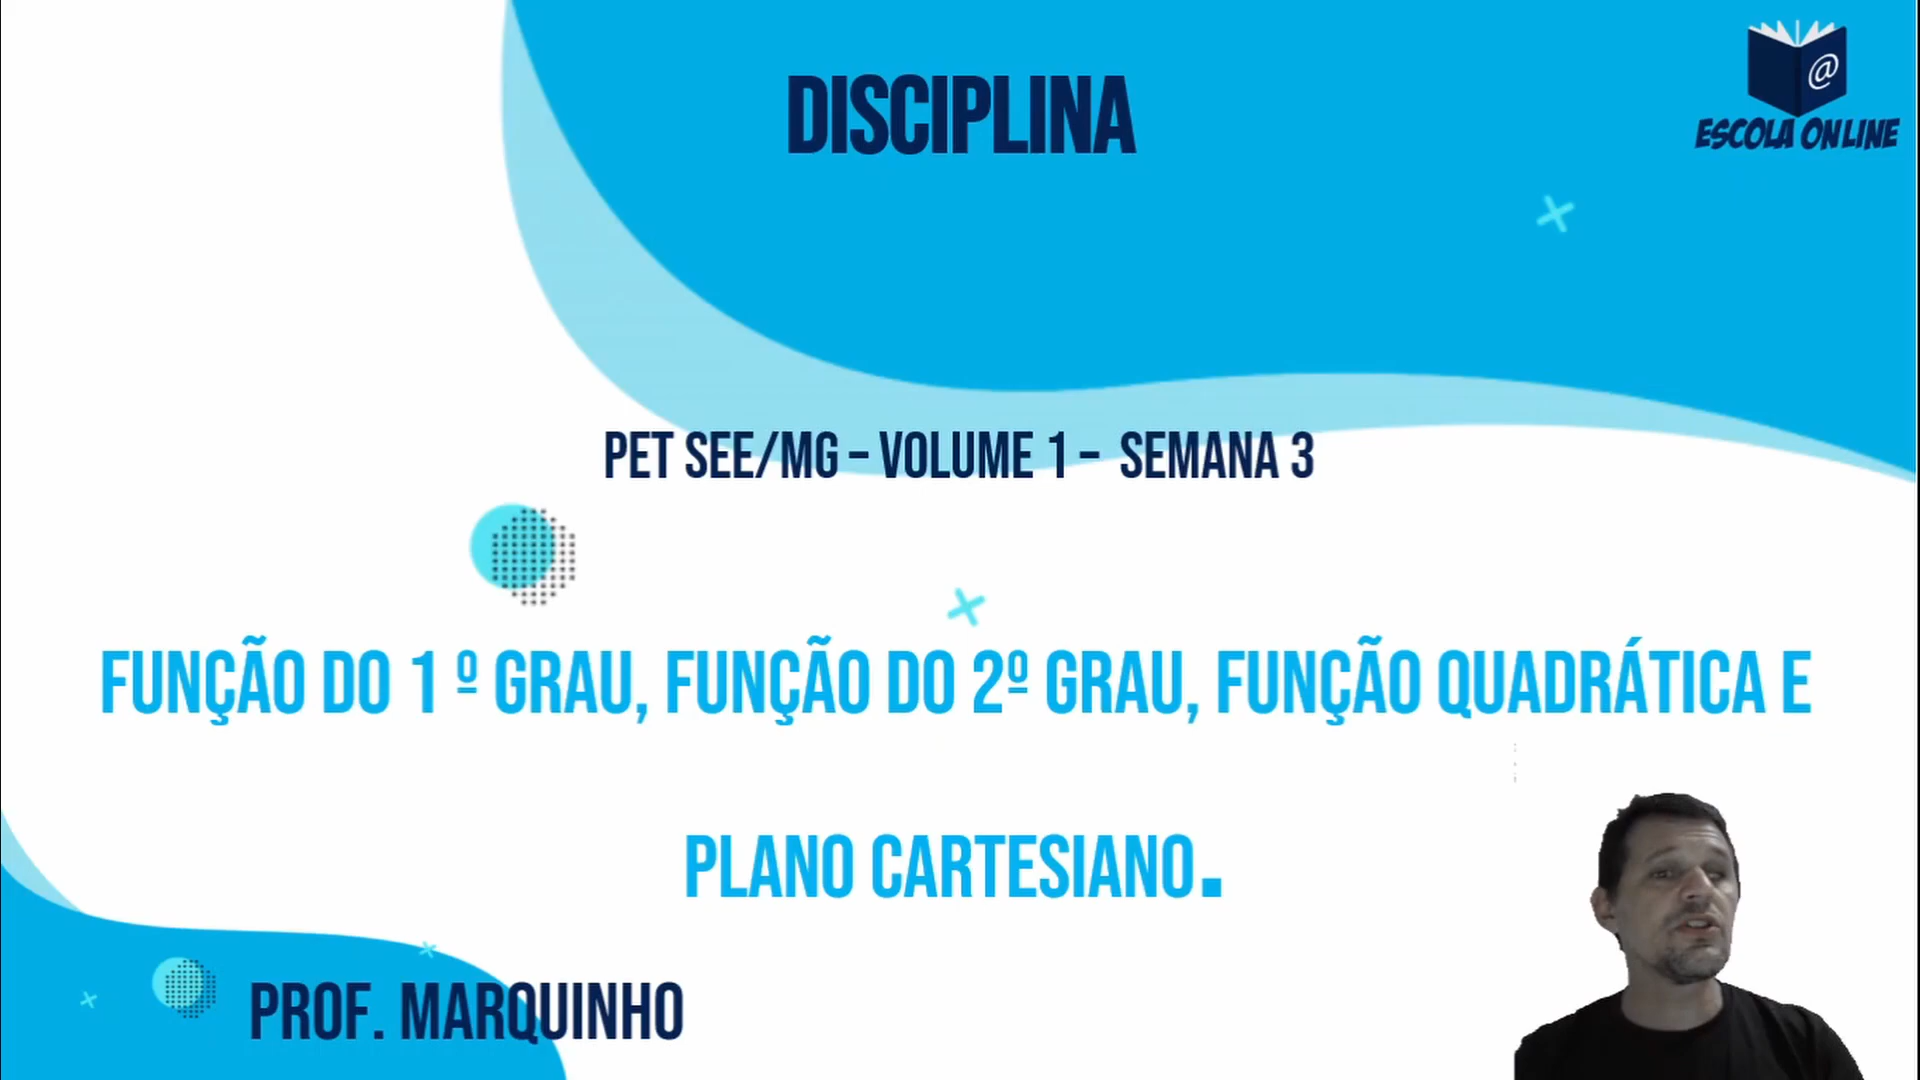 DISCIPLINA
@
ESCOLA ONLINE
PET SEE/MG – VOLUME 1 – SEMANA 3
FUNÇÃO DO 1 º GRAU, FUNÇÃO DO 2º GRAU, FUNÇÃO QUADRÁTICA E
PLANO CARTESIANO.
PROF. MARQUINHO